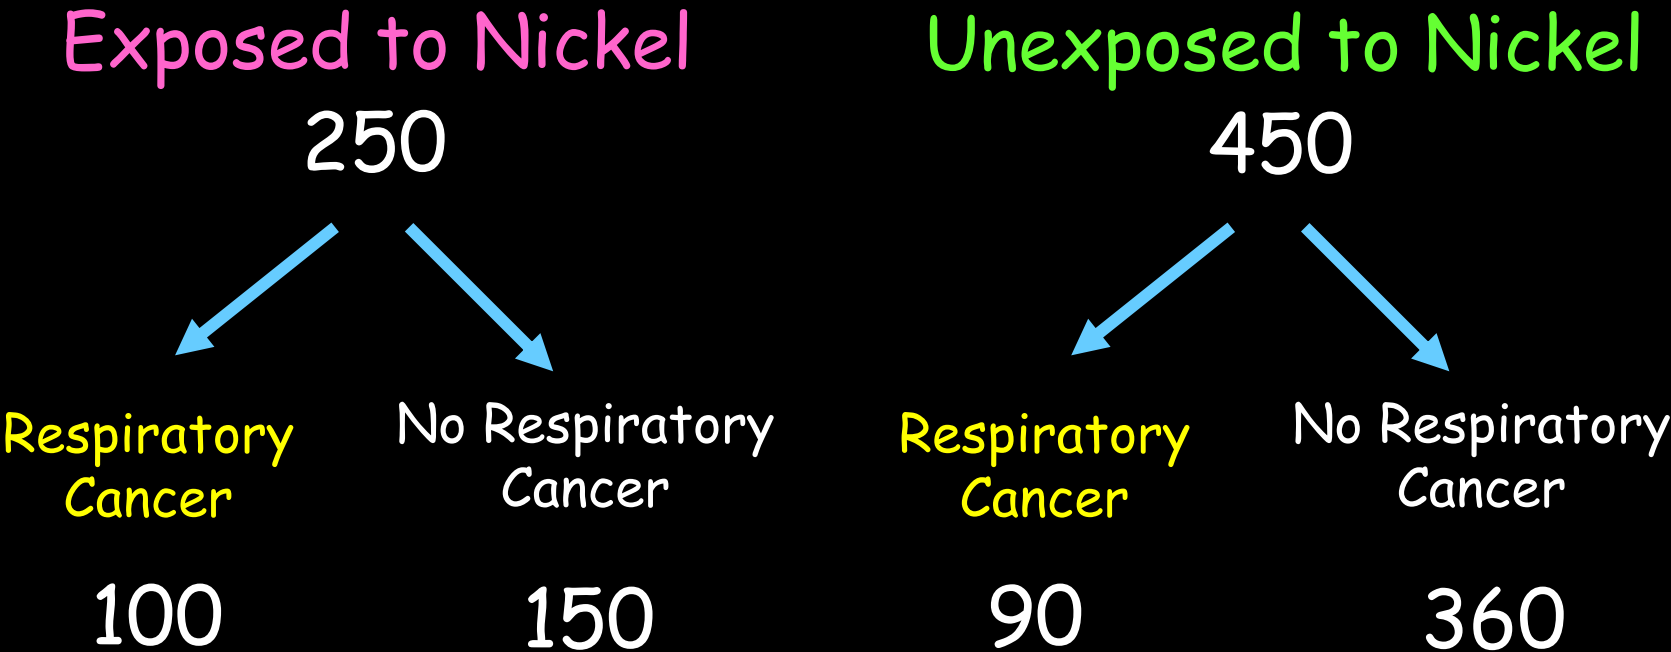 Exposed to Nickel
250
Respiratory
Cancer
100
No Respiratory
Cancer
150
Unexposed to Nickel
450
Respiratory
Cancer
90
No Respiratory
Cancer
360